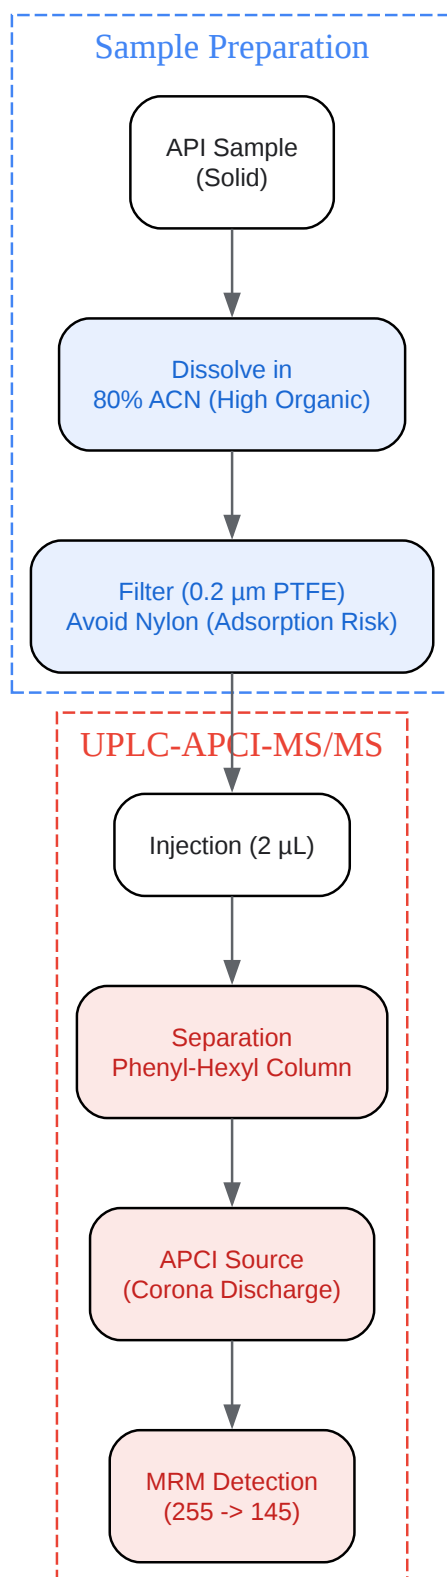 Sample Preparation
API Sample
(Solid)
Dissolve in
80% ACN (High Organic)
Filter (0.2 µm PTFE)
Avoid Nylon (Adsorption Risk)
UPLC-APCI-MS/MS
Injection (2 µL)
Separation
Phenyl-Hexyl Column
APCI Source
(Corona Discharge)
MRM Detection
(255 -> 145)